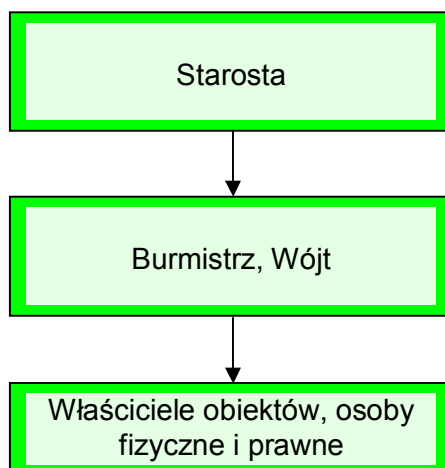 Starosta
Burmistrz, Wójt
Właściciele obiektów, osoby
fizyczne i prawne